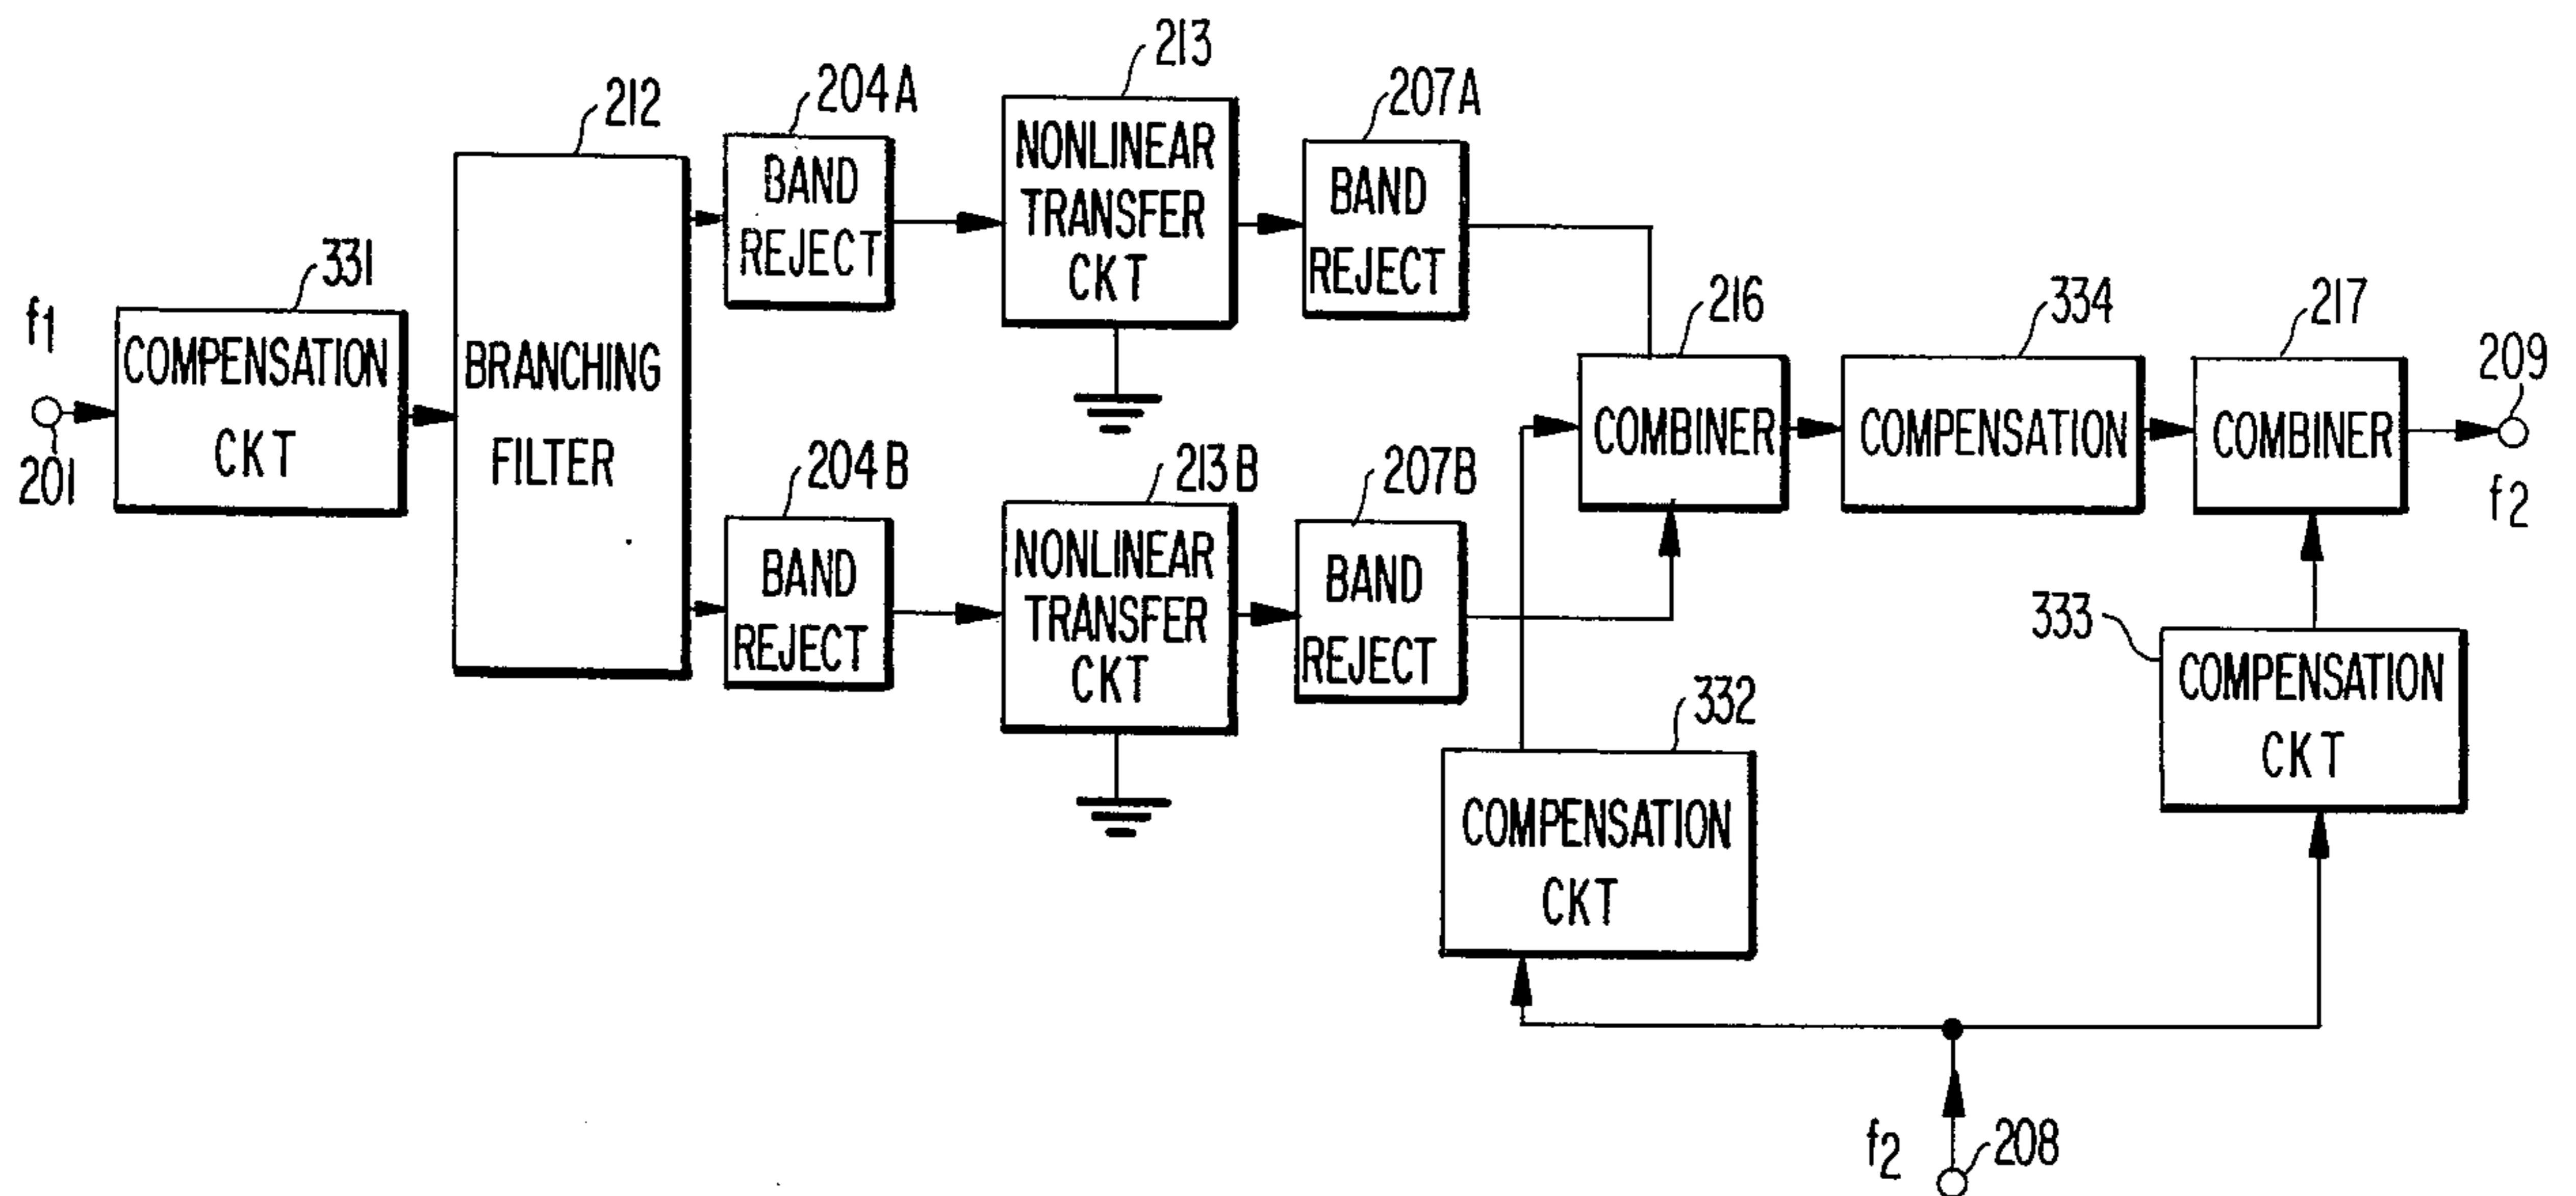 f1
201
331
COMPENSATION
CKT
212
BRANCHING
FILTER
204A
BAND
REJECT
213
NONLINEAR
TRANSFER
CKT
207A
BAND
REJECT
204B
BAND
REJECT
213B
NONLINEAR
TRANSFER
CKT
207B
BAND
REJECT
216
COMBINER
334
COMPENSATION
217
COMBINER
209
f2
332
COMPENSATION
CKT
333
COMPENSATION
CKT
f2
208